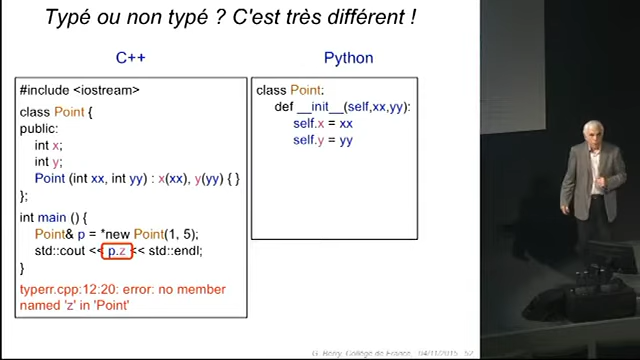 Typé ou non typé ? C'est très différent !
C++
#include <iostream>
class Point {
public:
int x;
int y;
Point (int xx, int yy) : x(xx), y(yy) { }
};
int main () {
Point& p = *new Point(1, 5);
std::cout << p.z << std::endl;
}
typerr.cpp:12:20: error: no member
named 'z' in 'Point'
Python
class Point:
def __init__(self,xx,yy):
self.x = xx
self.y = yy
G. Berry, Collège de France, 04/11/2015 52